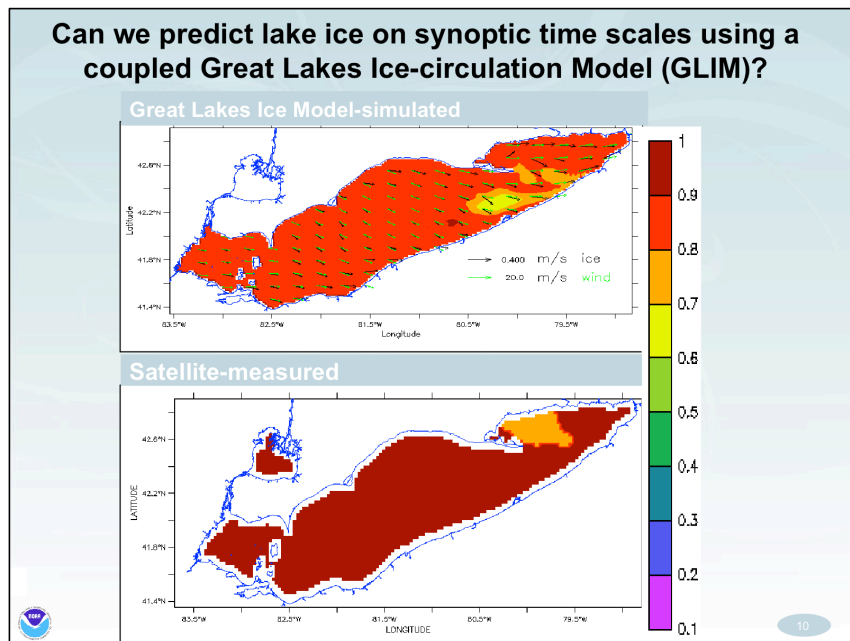 Can we predict lake ice on synoptic time scales using a
coupled Great Lakes Ice-circulation Model (GLIM)?
Great Lakes Ice Model-simulated
42.6°N
42.2°N
41.8°N
41.4°N
Latitude
0.400 m/s ice
20.0 m/s wind
83.5°W 82.5°W 81.5°W 80.5°W 79.5°W
Longitude
Satellite-measured
42.6°N
42.2°N
41.8°N
41.4°N
LATITUDE
83.5°W 82.5°W 81.5°W 80.5°W 79.5°W
LONGITUDE
1
0.9
0.8
0.7
0.6
0.5
0.4
0.3
0.2
0.1
NOAA
10